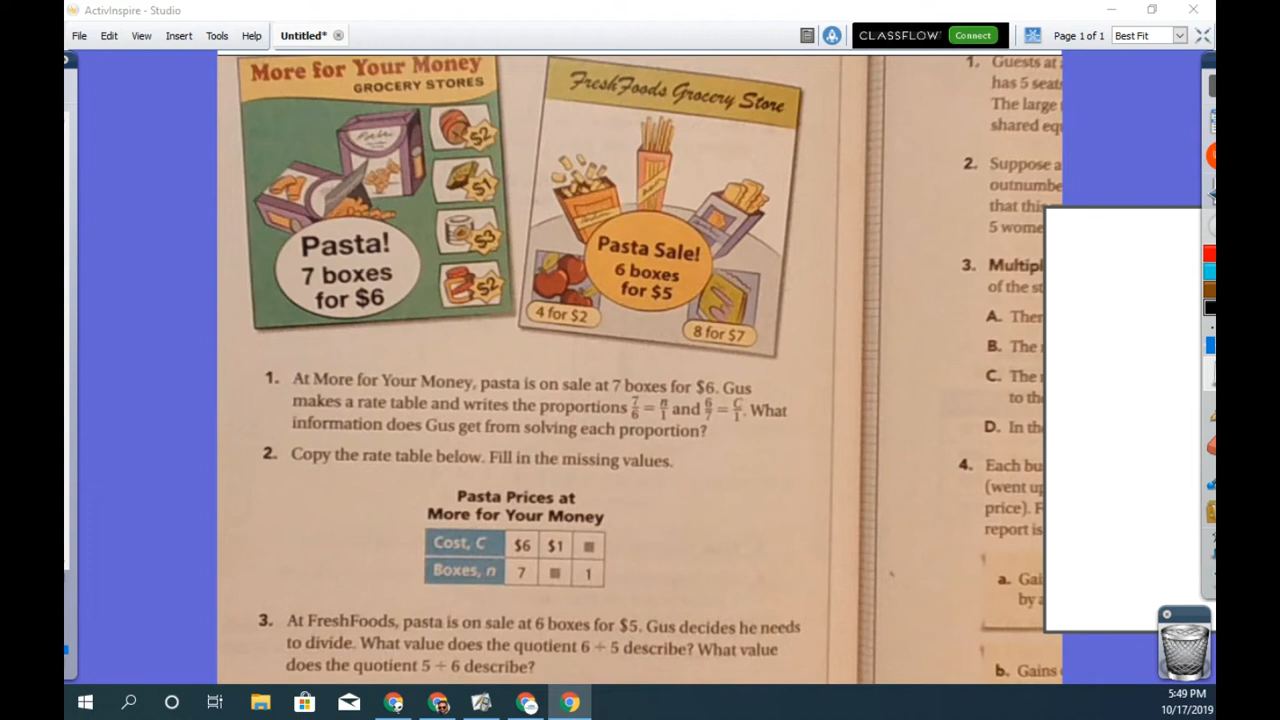 ActivInspire - Studio
File Edit View Insert Tools Help Untitled* CLASSFLOW Connect Page 1 of 1 Best Fit
More for Your Money
GROCERY STORES
$2
$1
$3
$2
Pasta!
7 boxes
for $6
FreshFoods Grocery Store
Pasta Sale!
6 boxes
for $5
4 for $2
8 for $7
1. At More for Your Money, pasta is on sale at 7 boxes for $6. Gus
makes a rate table and writes the proportions 7/6 = n/1 and 6/7 = C/1. What
information does Gus get from solving each proportion?
2. Copy the rate table below. Fill in the missing values.
Pasta Prices at
More for Your Money
Cost, C $6 $1 ■
Boxes, n 7 ■ 1
3. At FreshFoods, pasta is on sale at 6 boxes for $5. Gus decides he needs
to divide. What value does the quotient 6 ÷ 5 describe? What value
does the quotient 5 ÷ 6 describe?
1. Guests at
has 5 seat
The large
shared equ
2. Suppose a
outnumbe
that this
5 wome
3. Multipl
of the st
A. Ther
B. The
C. The
to th
D. In th
4. Each bu
(went up
price). F
report is
a. Gai
by a
b. Gains
5:49 PM
10/17/2019